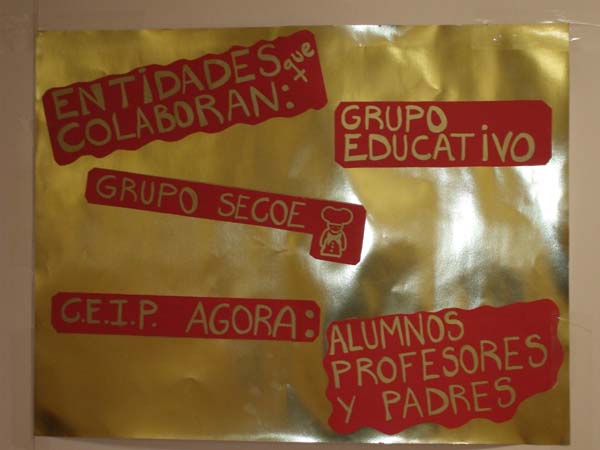 ENTIDADES que
+ COLABORAN:
GRUPO
EDUCATIVO
GRUPO SECOE
C.E.I.P. AGORA:
ALUMNOS
PROFESORES
Y PADRES